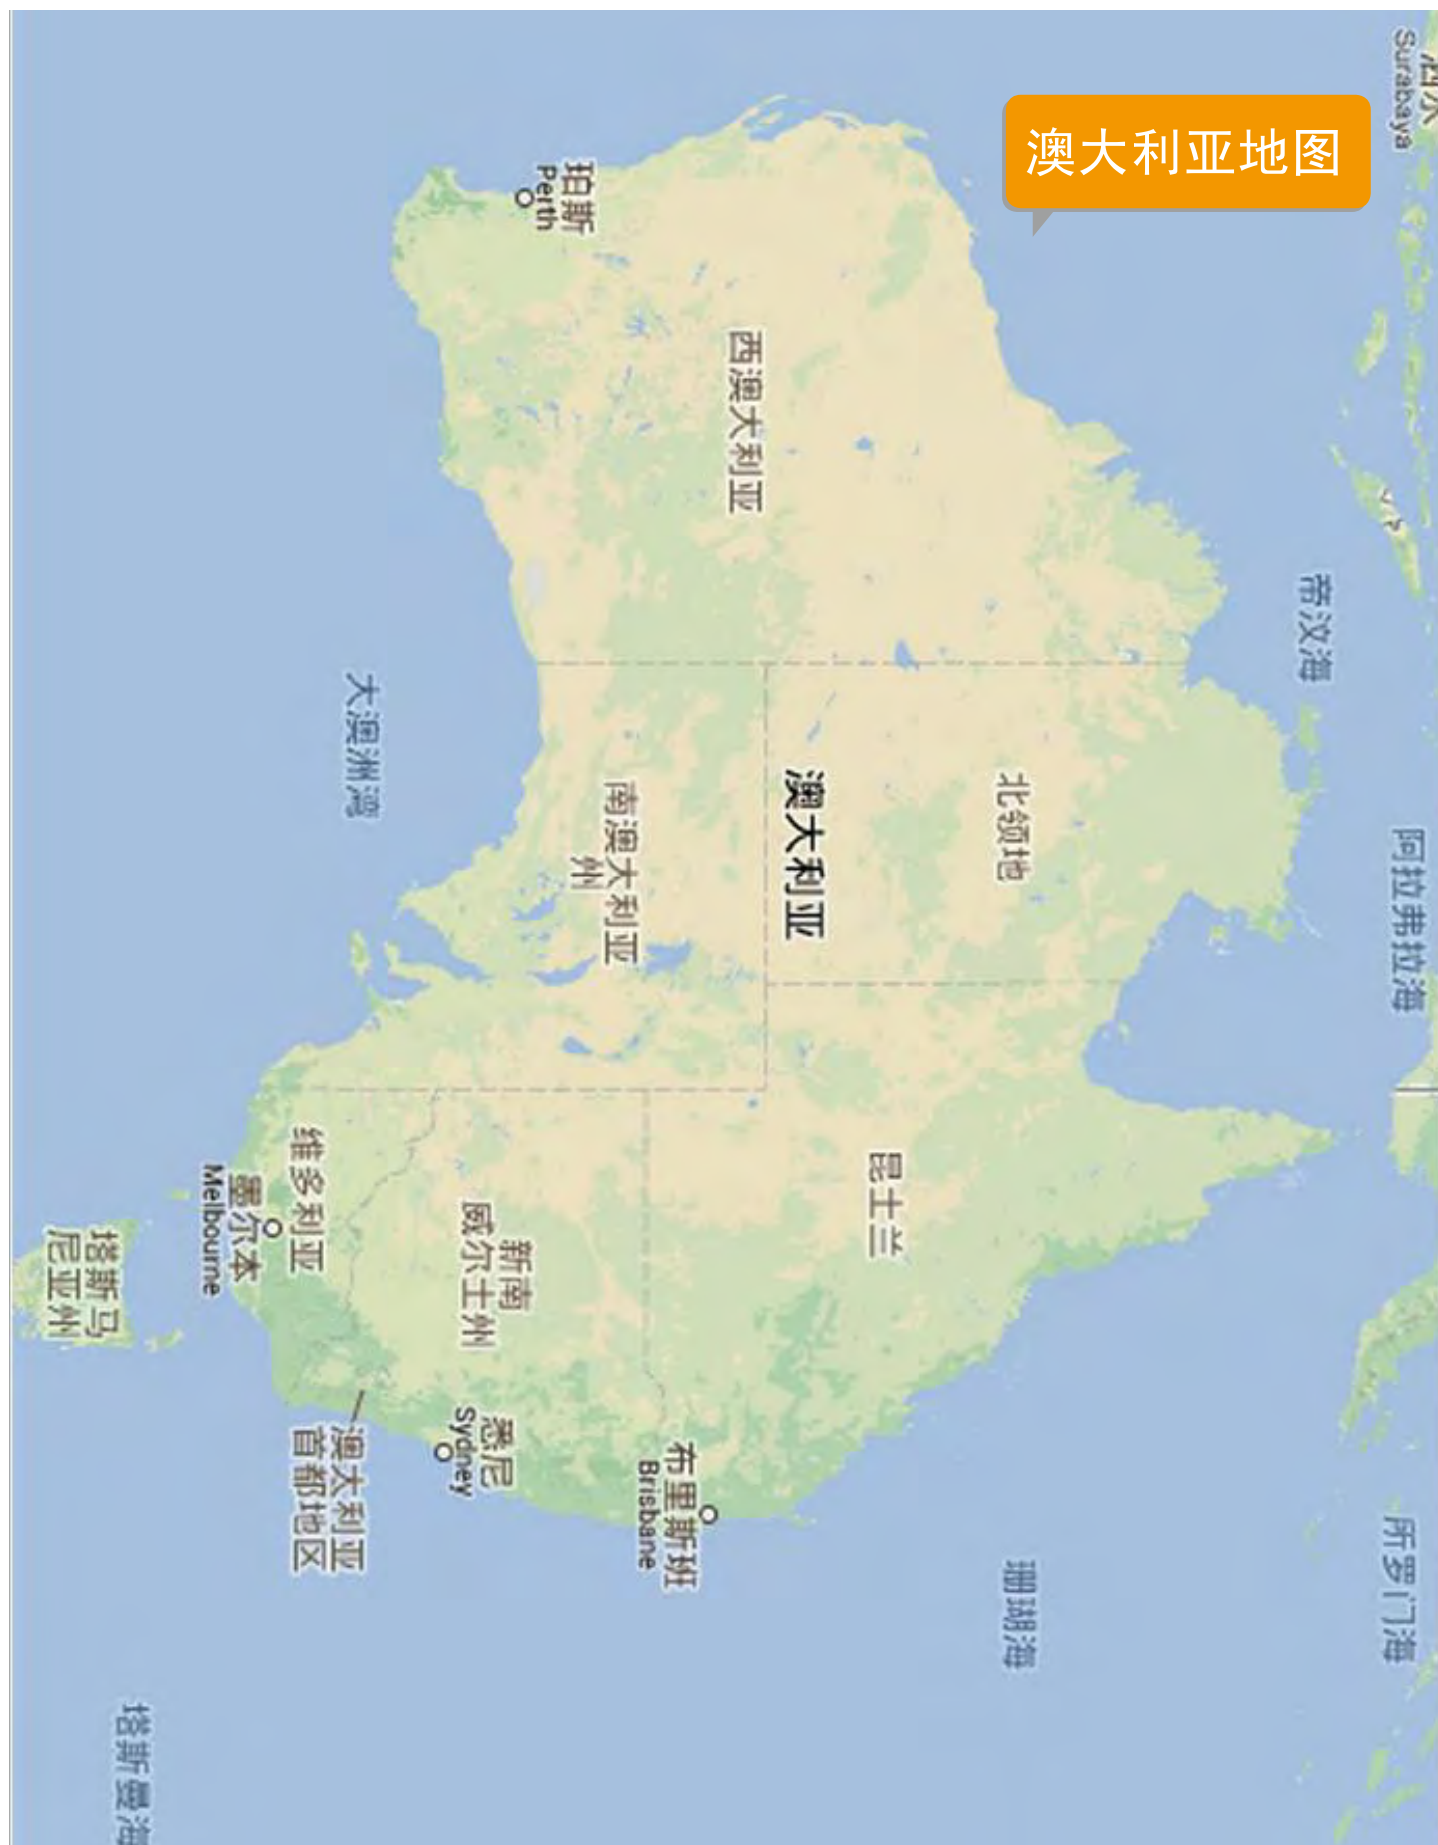 澳大利亚地图
Surabaya
帝汶海
阿拉弗拉海
所罗门海
珊瑚海
珀斯
Perth
西澳大利亚
北领地
澳大利亚
南澳大利亚
州
昆士兰
大澳洲湾
布里斯班
Brisbane
新南
威尔士州
悉尼
Sydney
澳大利亚
首都地区
维多利亚
墨尔本
Melbourne
塔斯马
尼亚州
塔斯曼海